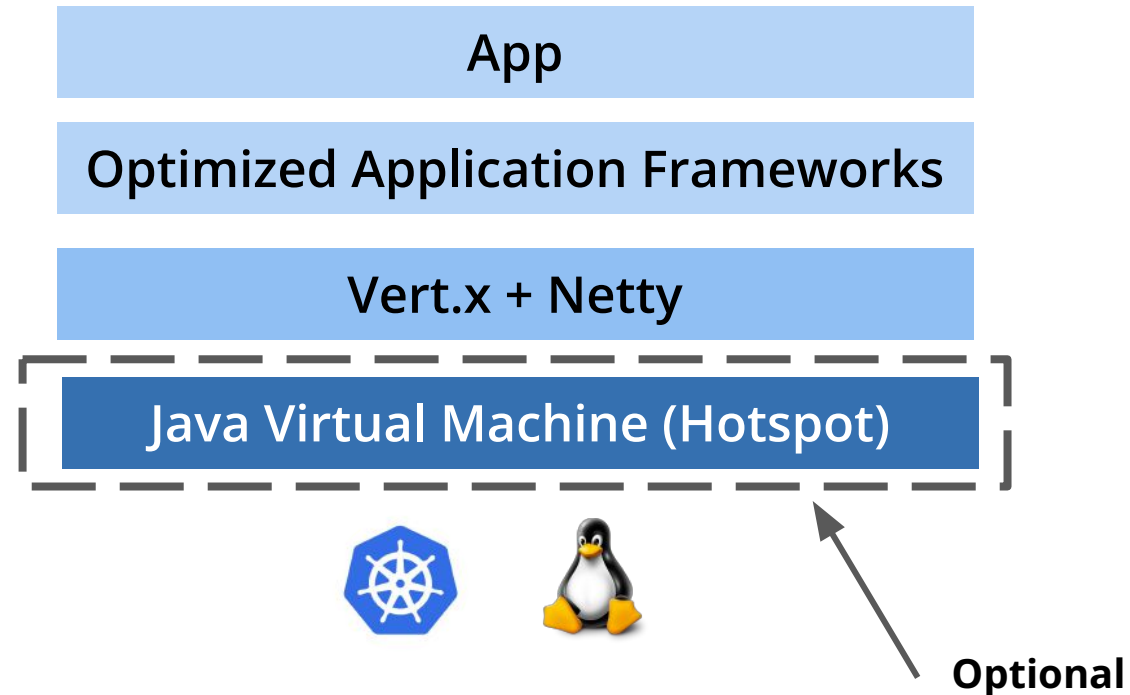 App
Optimized Application Frameworks
Vert.x + Netty
Java Virtual Machine (Hotspot)
Optional